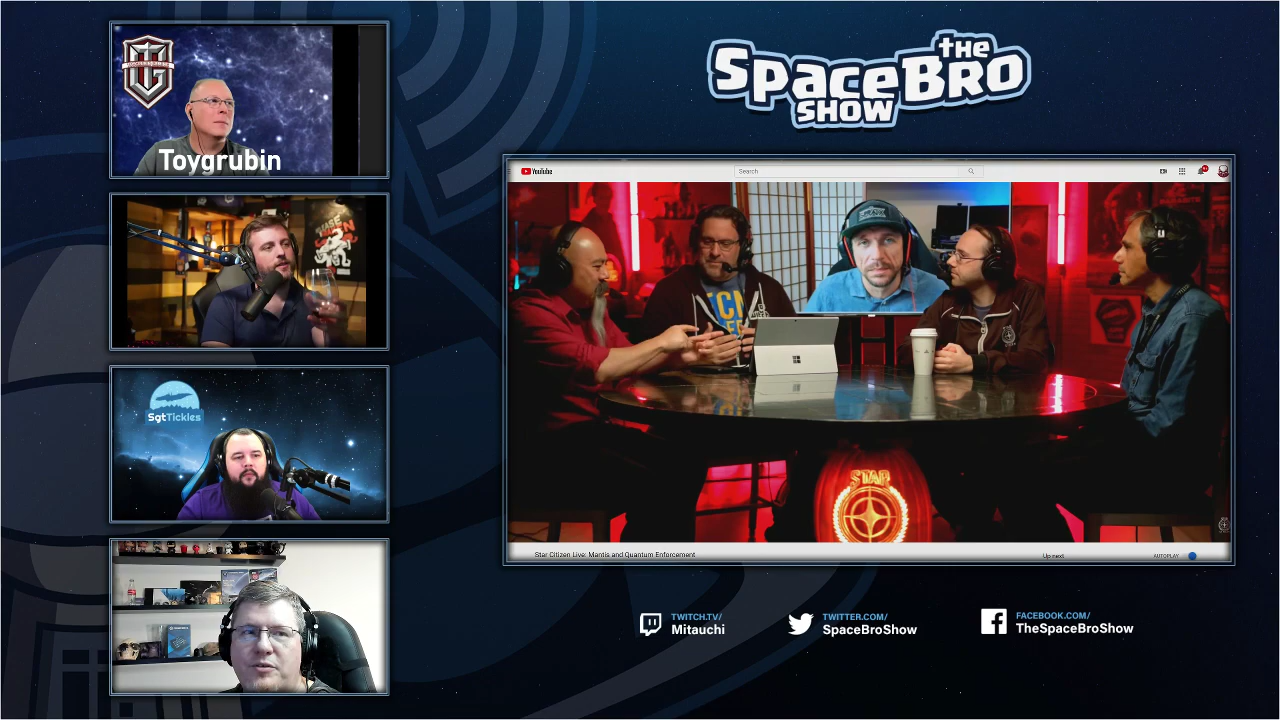 THE
SPACEBRO
SHOW
TG
Toygrubin
SgtTickles
YouTube
Search
STAR
Star Citizen Live: Mantis and Quantum Enforcement
Up next
AUTOPLAY
TWITCH.TV/
Mitauchi
TWITTER.COM/
SpaceBroShow
FACEBOOK.COM/
TheSpaceBroShow